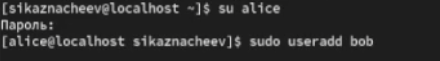 [sikaznacheev@localhost ~]$ su alice
Пароль:
[alice@localhost sikaznacheev]$ sudo useradd bob